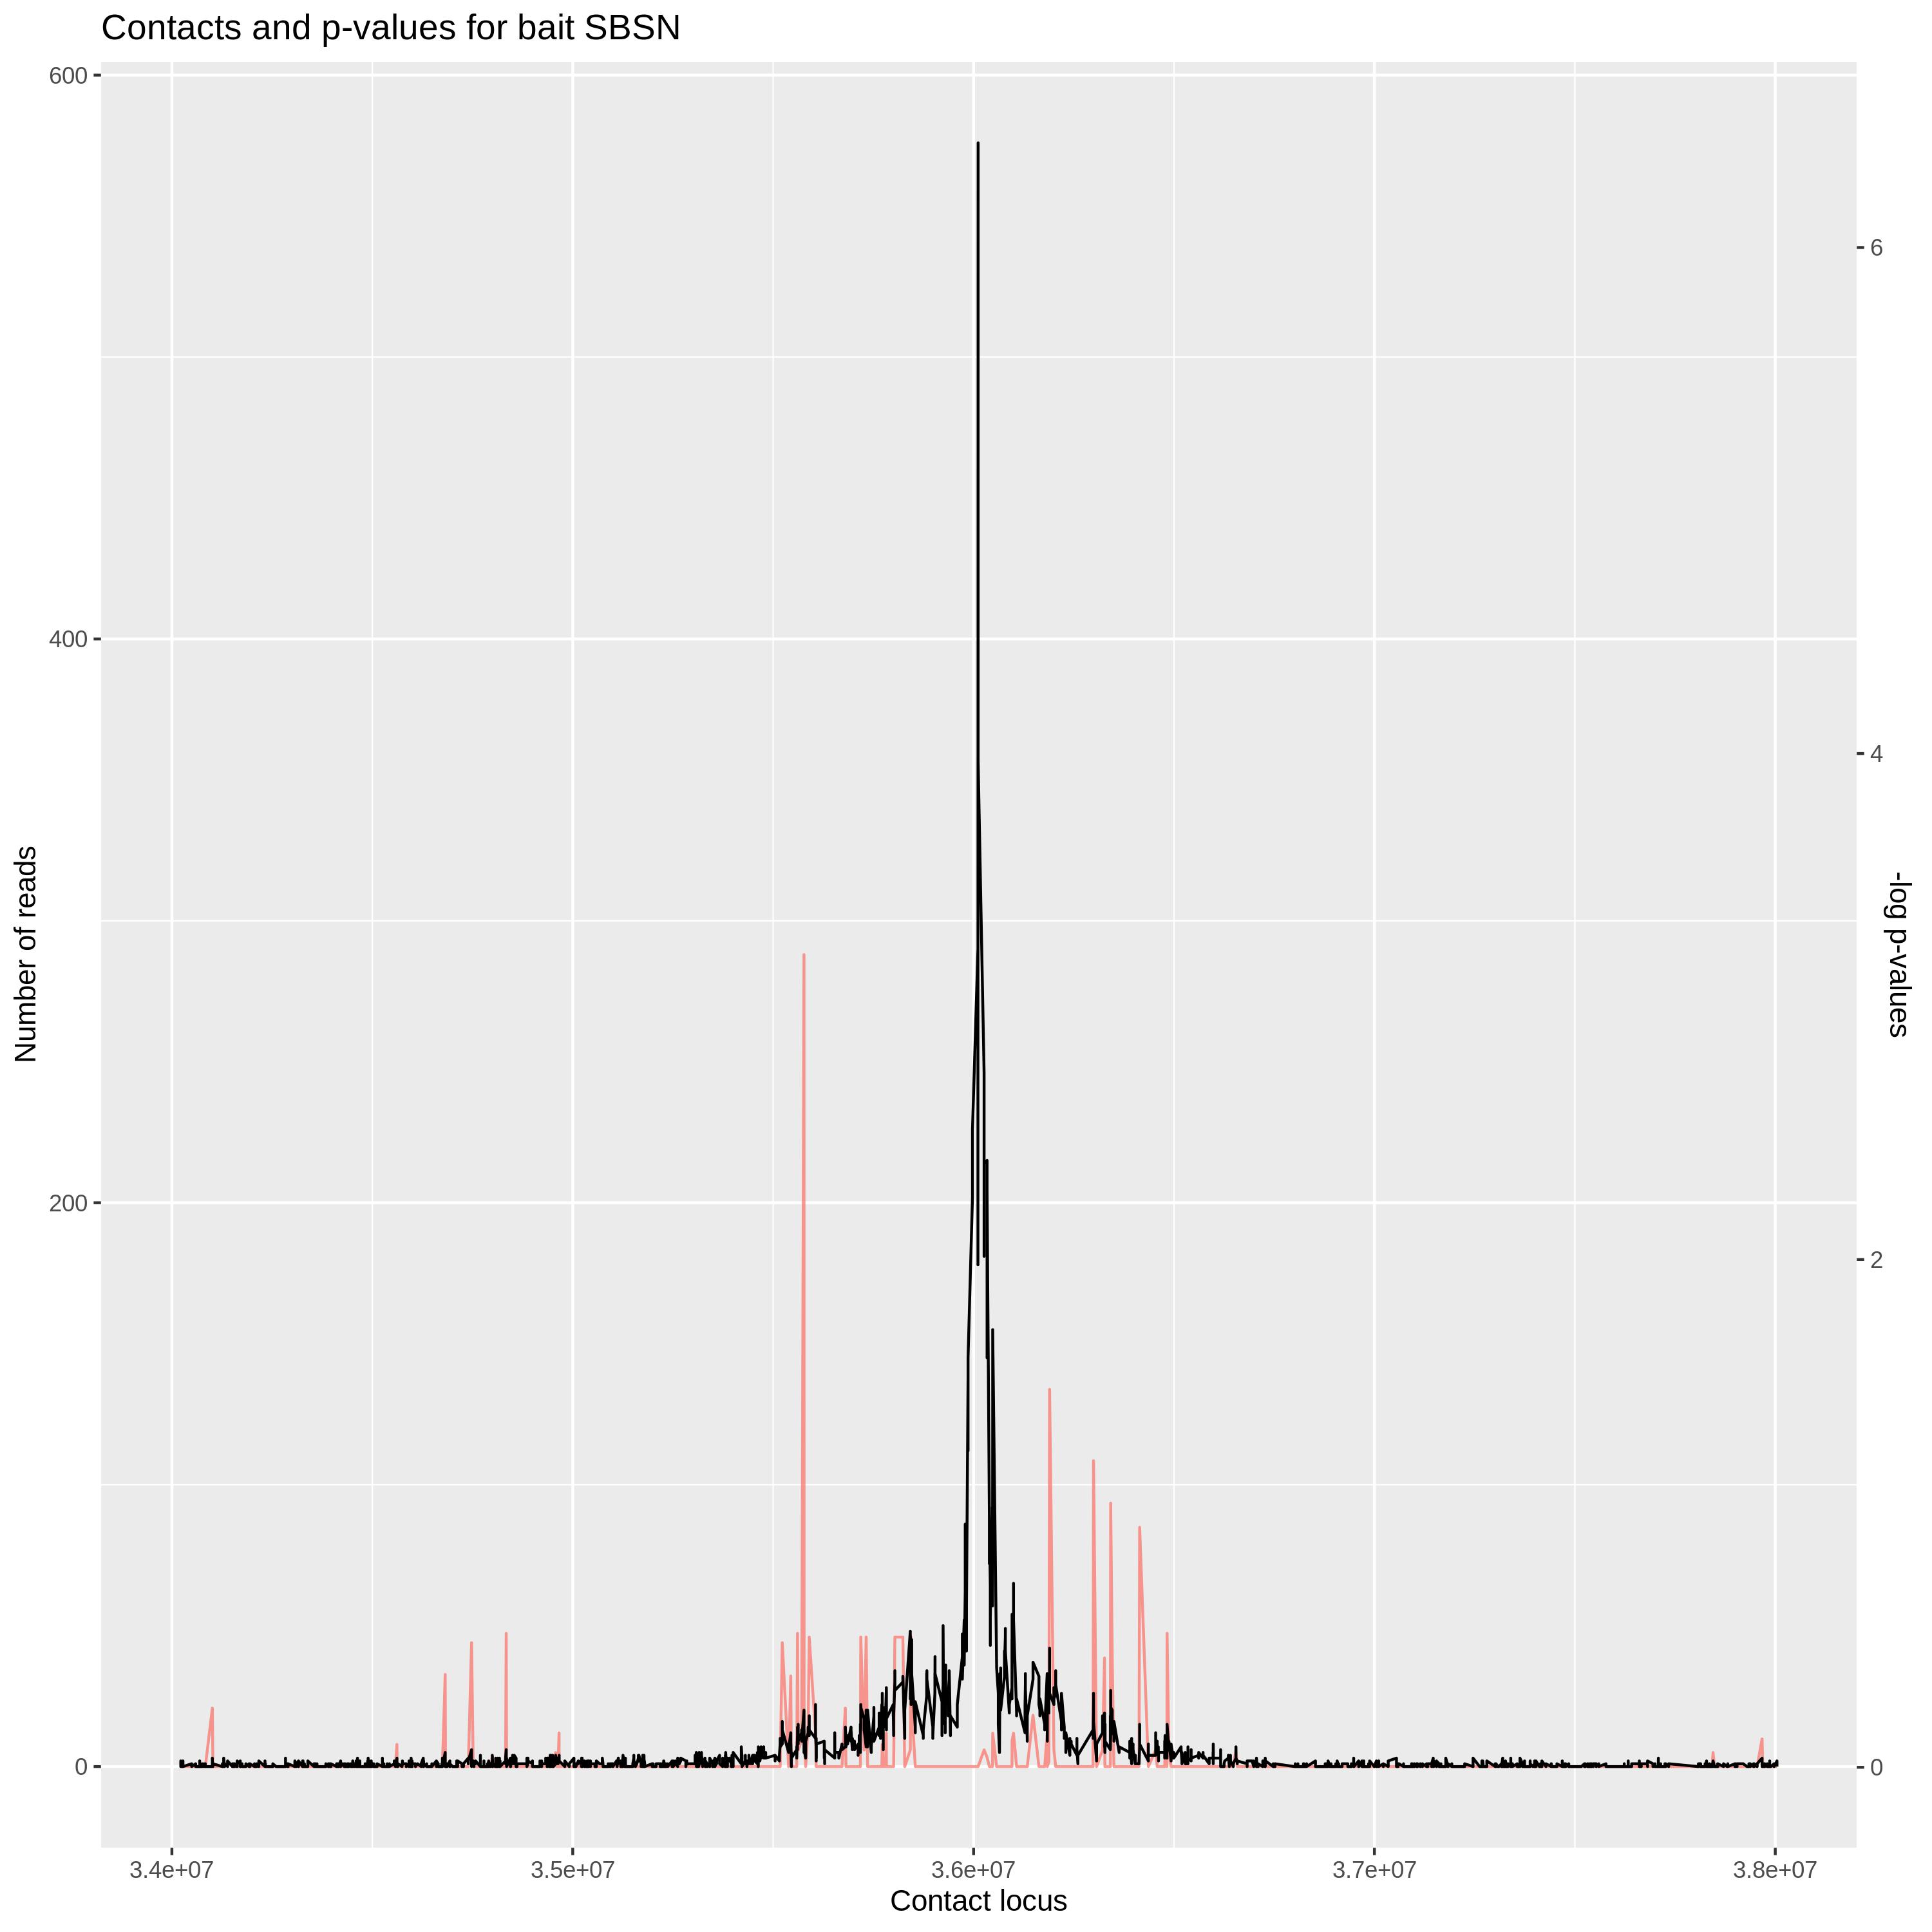 Contacts and p-values for bait SBSN
600
400
200
0
Number of reads
6
4
2
0
-log p-values
3.4e+07 3.5e+07 3.6e+07 3.7e+07 3.8e+07
Contact locus